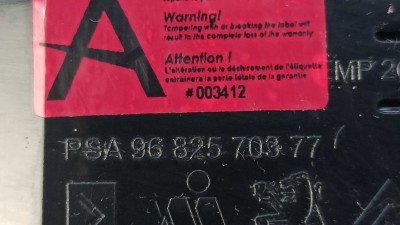 A
Warning!
Tampering with or breaking the label will
result in the complete loss of the warranty
Attention !
L'altération ou le déchirement de l'étiquette
entraînera la perte totale de la garantie
#003412
MP 20
PSA 96 825 703 77